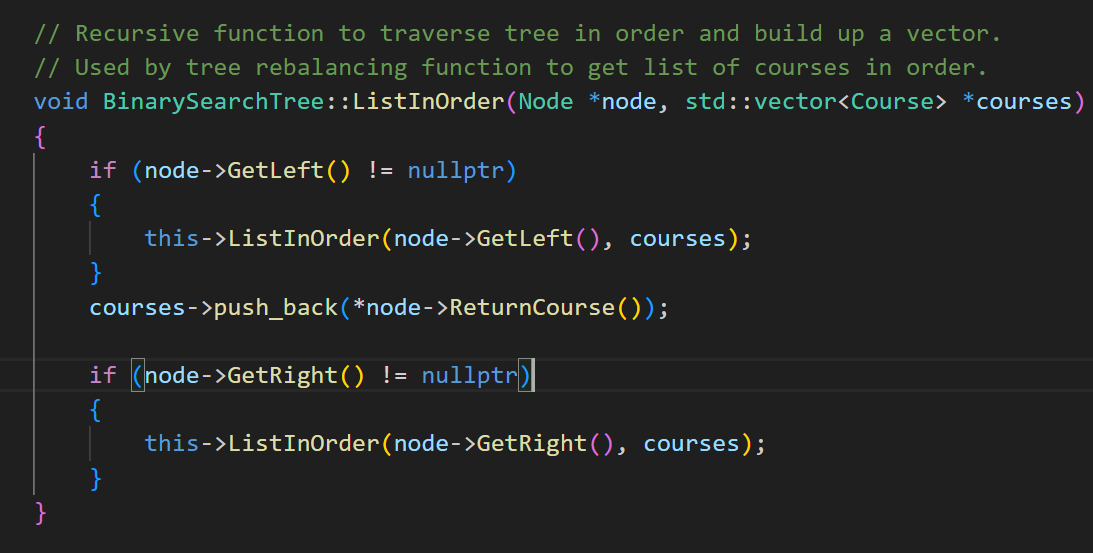 // Recursive function to traverse tree in order and build up a vector.
// Used by tree rebalancing function to get list of courses in order.
void BinarySearchTree::ListInOrder(Node *node, std::vector<Course> *courses)
{
    if (node->GetLeft() != nullptr)
    {
        this->ListInOrder(node->GetLeft(), courses);
    }
    courses->push_back(*node->ReturnCourse());

    if (node->GetRight() != nullptr)
    {
        this->ListInOrder(node->GetRight(), courses);
    }
}